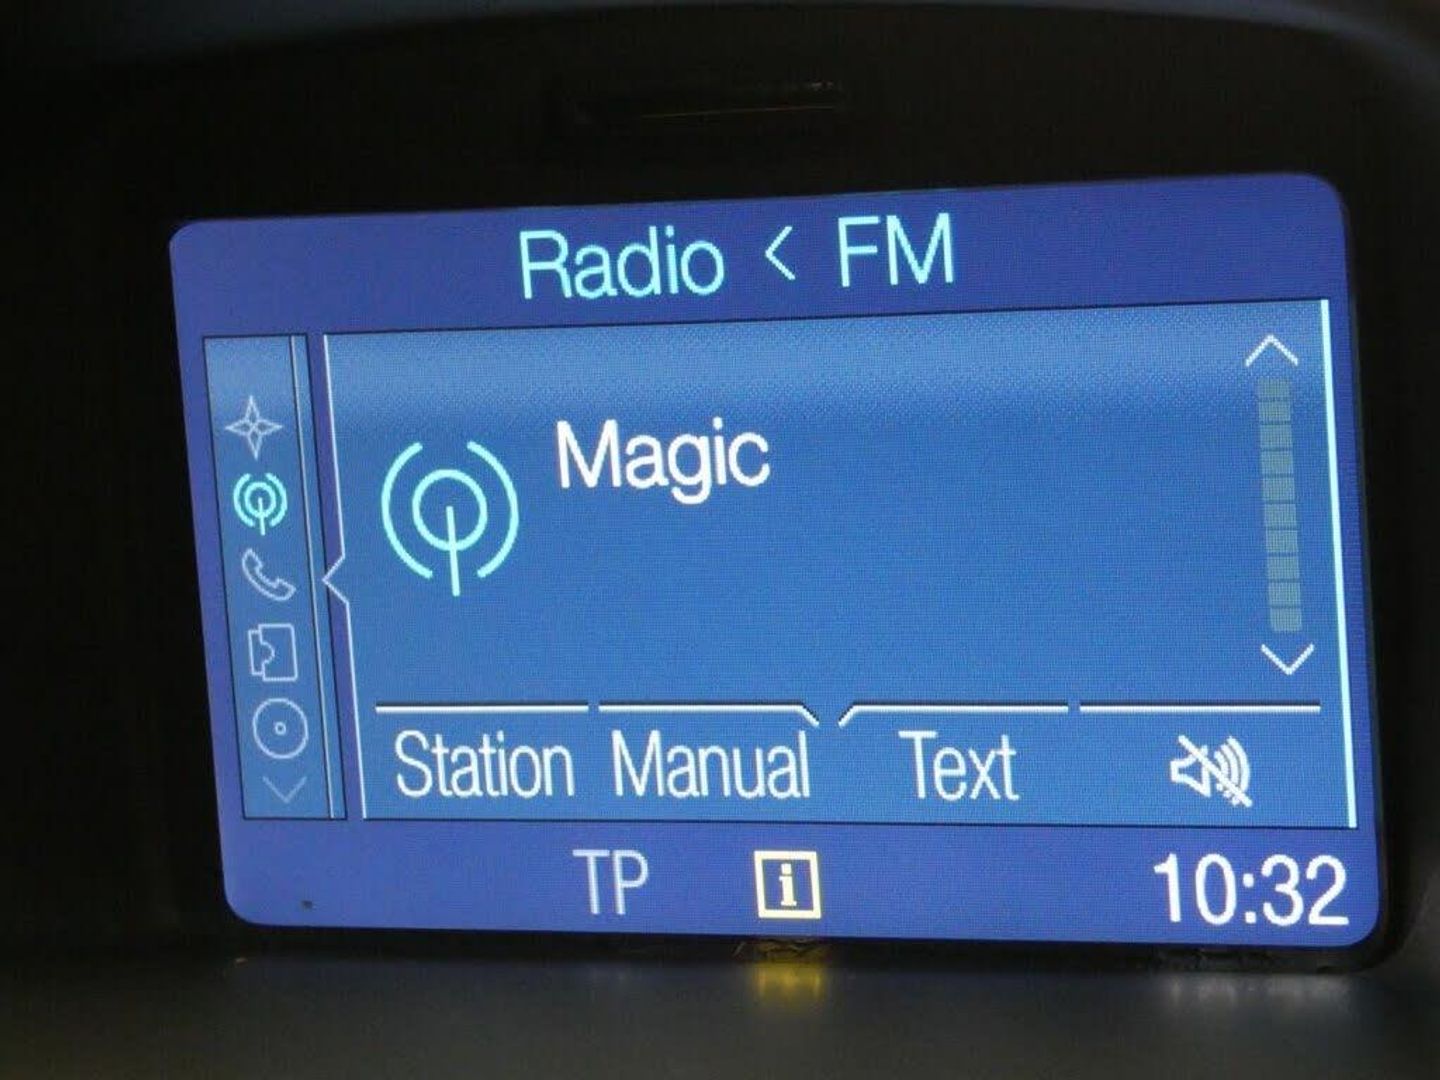 Radio < FM
Magic
Station Manual Text
TP i 10:32